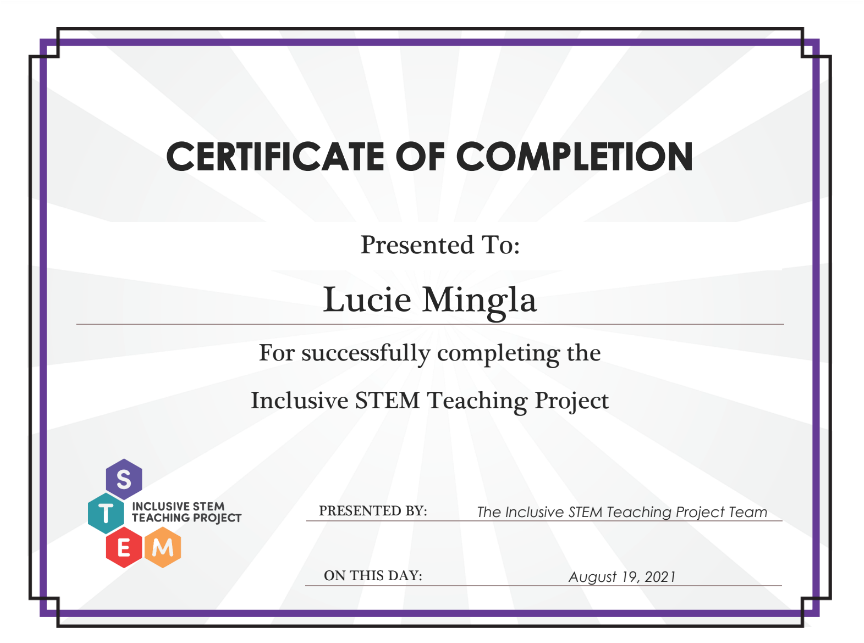 CERTIFICATE OF COMPLETION
Presented To:
Lucie Mingla
For successfully completing the
Inclusive STEM Teaching Project
S
T
E M
INCLUSIVE STEM
TEACHING PROJECT
PRESENTED BY: The Inclusive STEM Teaching Project Team
ON THIS DAY: August 19, 2021